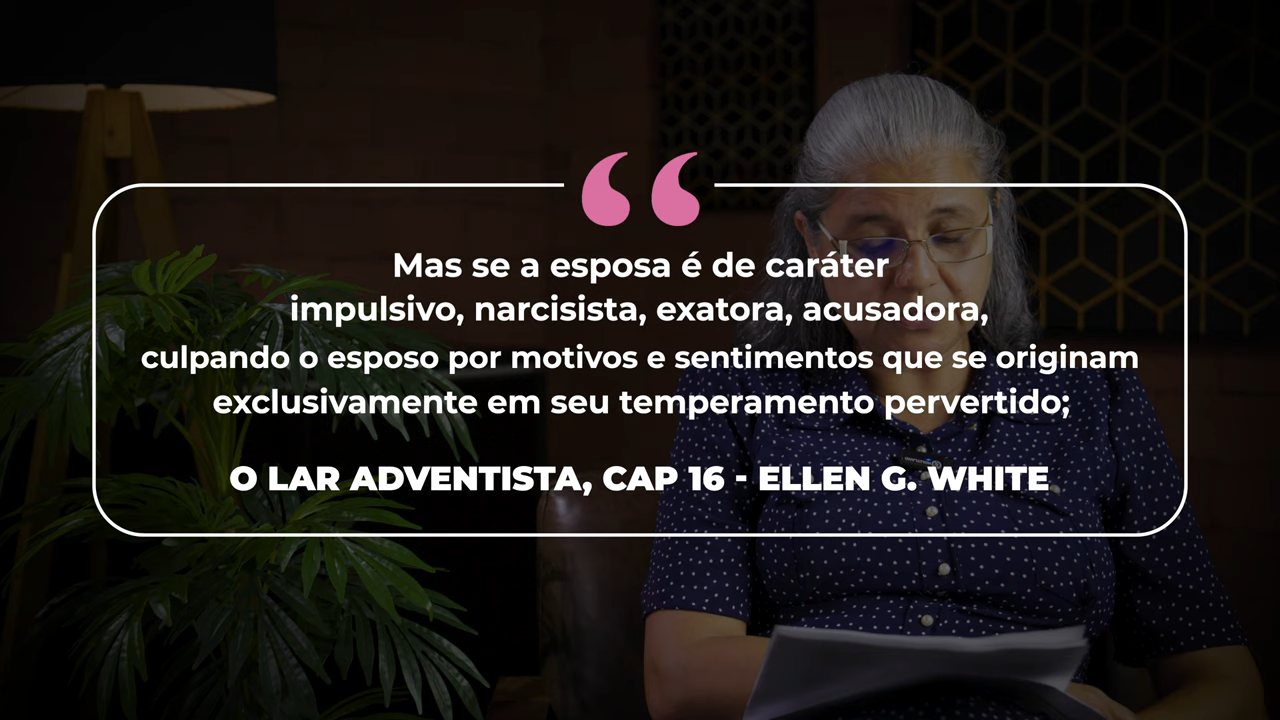 “
Mas se a esposa é de caráter
impulsivo, narcisista, exatora, acusadora,
culpando o esposo por motivos e sentimentos que se originam
exclusivamente em seu temperamento pervertido;
O LAR ADVENTISTA, CAP 16 - ELLEN G. WHITE